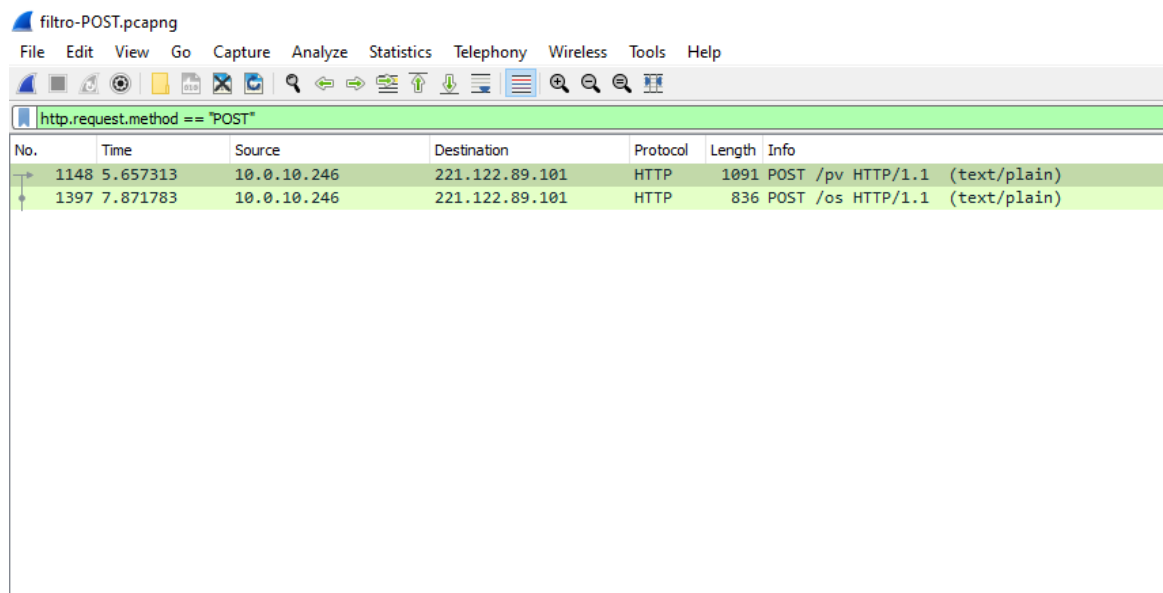 filtro-POST.pcapng
File Edit View Go Capture Analyze Statistics Telephony Wireless Tools Help
http.request.method == "POST"
No. Time Source Destination Protocol Length Info
1148 5.657313 10.0.10.246 221.122.89.101 HTTP 1091 POST /pv HTTP/1.1 (text/plain)
1397 7.871783 10.0.10.246 221.122.89.101 HTTP 836 POST /os HTTP/1.1 (text/plain)